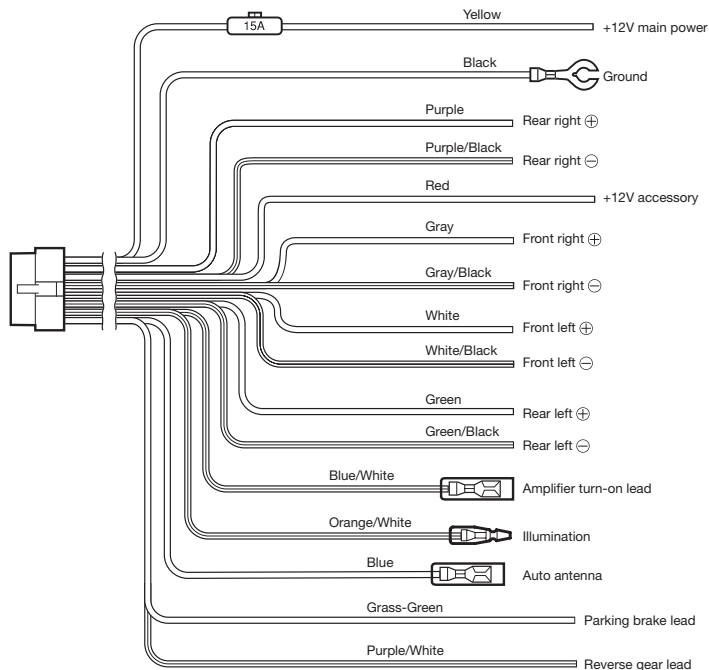 Yellow
15A
+12V main power
Black
Ground
Purple
Rear right ⊕
Purple/Black
Rear right ⊖
Red
+12V accessory
Gray
Front right ⊕
Gray/Black
Front right ⊖
White
Front left ⊕
White/Black
Front left ⊖
Green
Rear left ⊕
Green/Black
Rear left ⊖
Blue/White
Amplifier turn-on lead
Orange/White
Illumination
Blue
Auto antenna
Grass-Green
Parking brake lead
Purple/White
Reverse gear lead